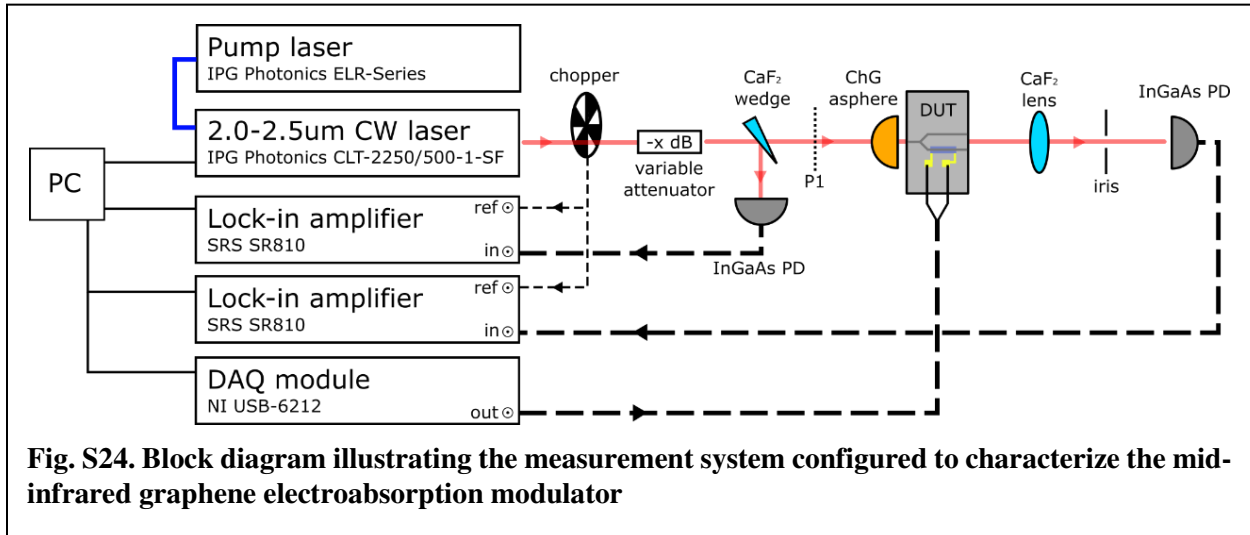 Pump laser
IPG Photonics ELR-Series
2.0-2.5um CW laser
IPG Photonics CLT-2250/500-1-SF
PC
Lock-in amplifier
SRS SR810
ref
in
Lock-in amplifier
SRS SR810
ref
in
DAQ module
NI USB-6212
out
chopper
-x dB
variable
attenuator
CaF₂
wedge
InGaAs PD
P1
ChG
asphere
DUT
CaF₂
lens
iris
InGaAs PD
Fig. S24. Block diagram illustrating the measurement system configured to characterize the mid-
infrared graphene electroabsorption modulator